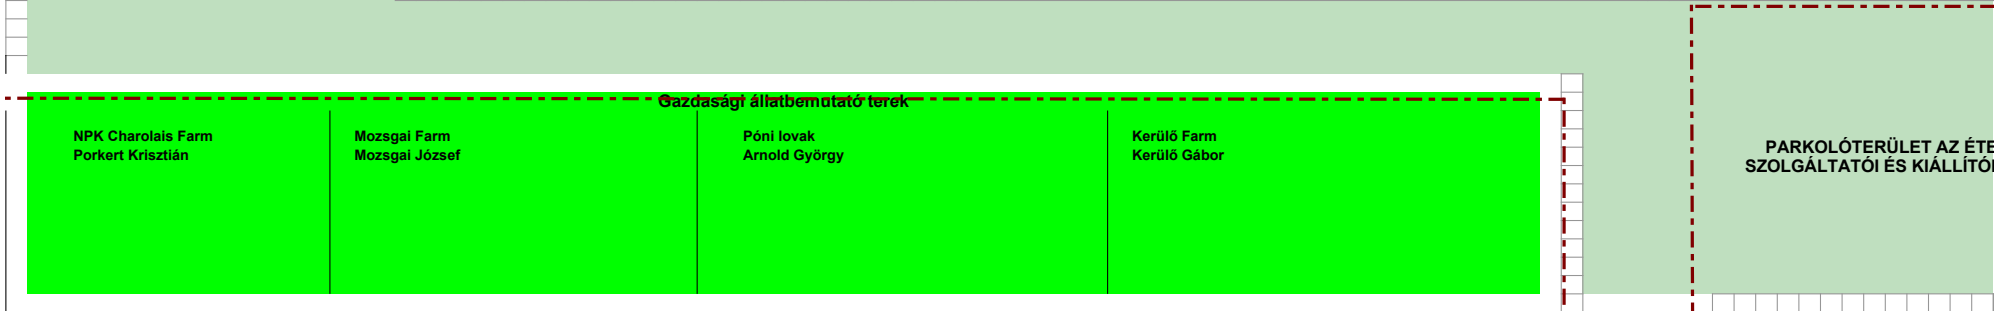 Gazdasági állatbemutató terek
NPK Charolais Farm
Porkert Krisztián
Mozsgai Farm
Mozsgai József
Póni lovak
Arnold György
Kerülő Farm
Kerülő Gábor
PARKOLÓTERÜLET AZ ÉTE
SZOLGÁLTATÓI ÉS KIÁLLÍTÓI